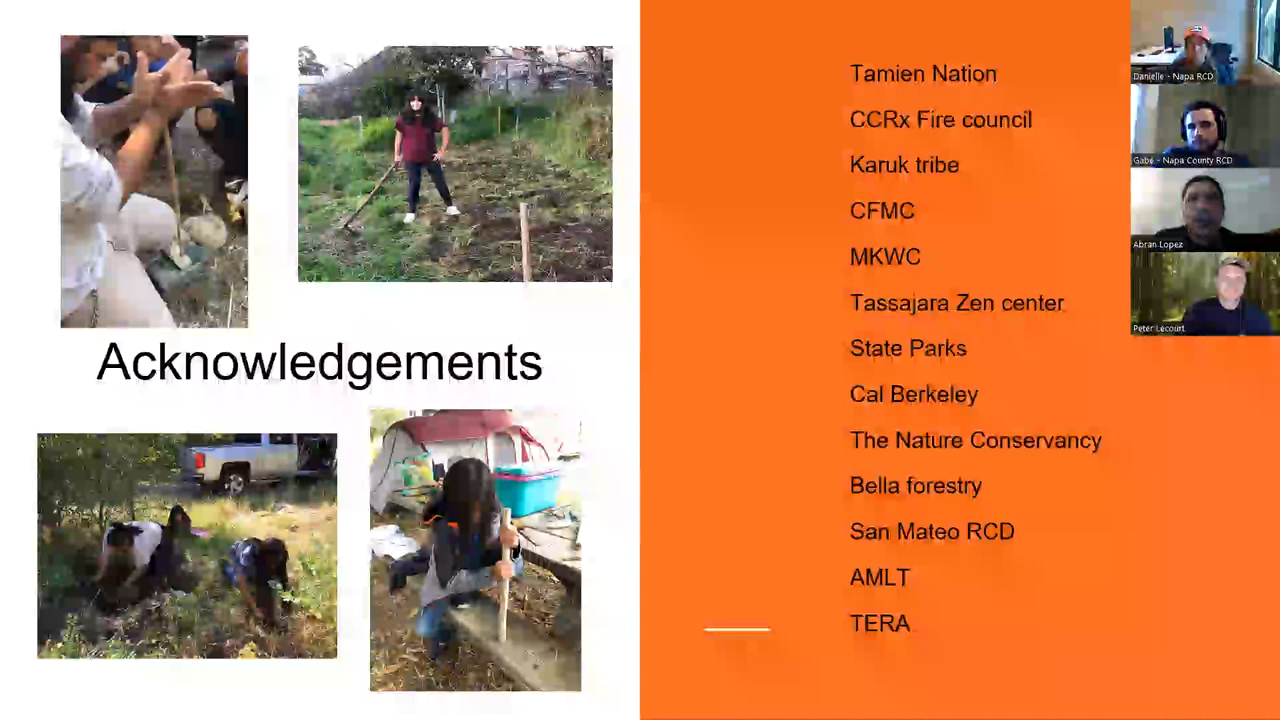 Acknowledgements
Tamien Nation
CCRx Fire council
Karuk tribe
CFMC
MKWC
Tassajara Zen center
State Parks
Cal Berkeley
The Nature Conservancy
Bella forestry
San Mateo RCD
AMLT
TERA
Danielle - Napa RCD
Gabe - Napa County RCD
Abran Lopez
Peter Lecourt